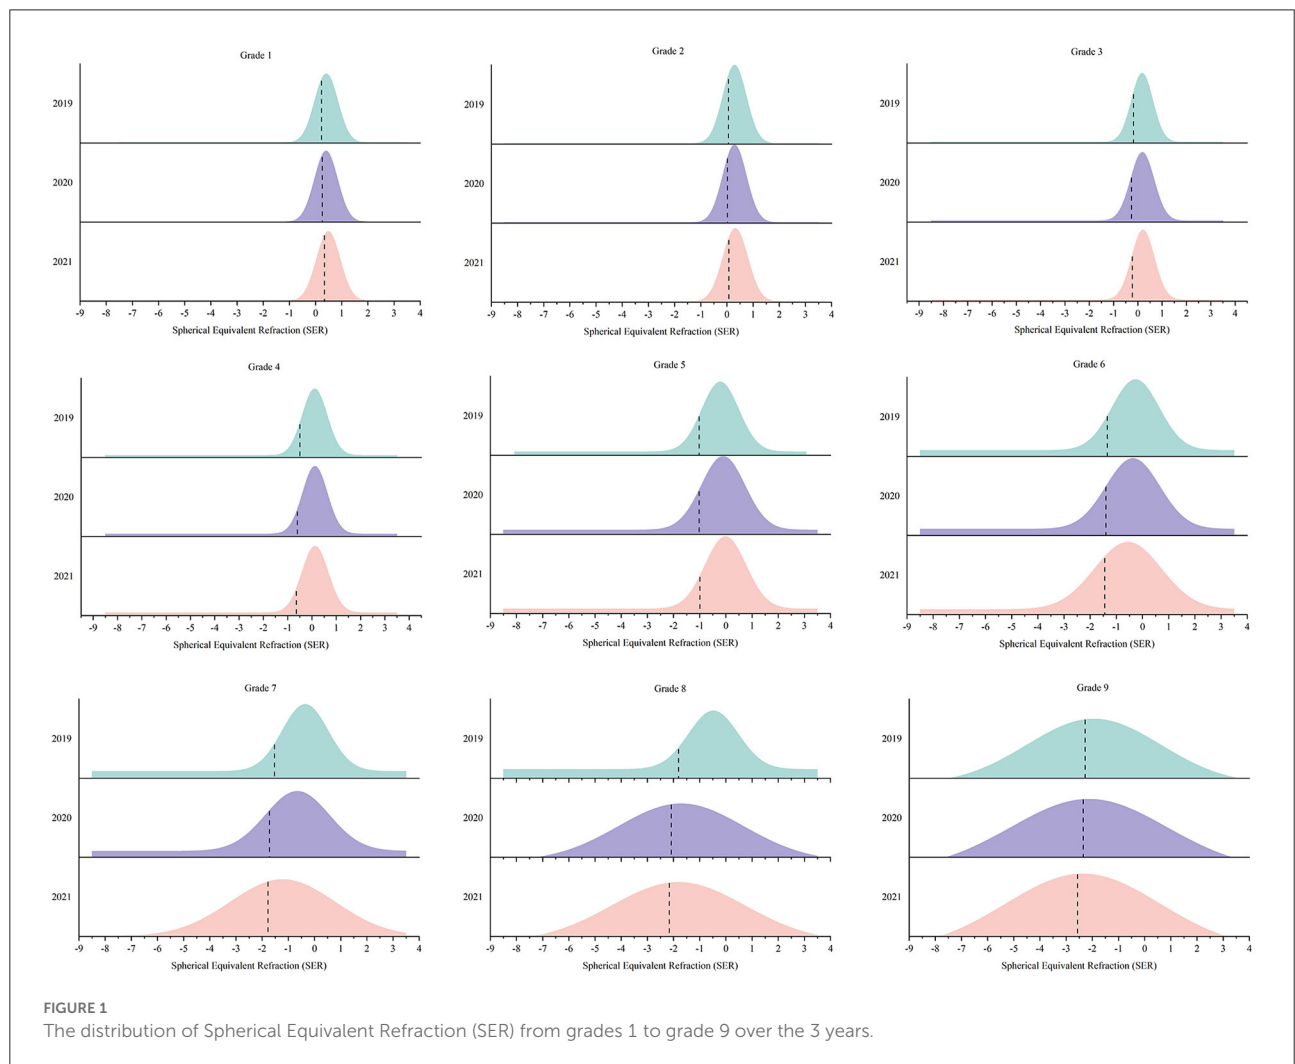 Grade 1
2019
2020
2021
-9 -8 -7 -6 -5 -4 -3 -2 -1 0 1 2 3 4
Spherical Equivalent Refraction (SER)
Grade 2
2019
2020
2021
-9 -8 -7 -6 -5 -4 -3 -2 -1 0 1 2 3 4
Spherical Equivalent Refraction (SER)
Grade 3
2019
2020
2021
-9 -8 -7 -6 -5 -4 -3 -2 -1 0 1 2 3 4
Spherical Equivalent Refraction (SER)
Grade 4
2019
2020
2021
-9 -8 -7 -6 -5 -4 -3 -2 -1 0 1 2 3 4
Spherical Equivalent Refraction (SER)
Grade 5
2019
2020
2021
-9 -8 -7 -6 -5 -4 -3 -2 -1 0 1 2 3 4
Spherical Equivalent Refraction (SER)
Grade 6
2019
2020
2021
-9 -8 -7 -6 -5 -4 -3 -2 -1 0 1 2 3 4
Spherical Equivalent Refraction (SER)
Grade 7
2019
2020
2021
-9 -8 -7 -6 -5 -4 -3 -2 -1 0 1 2 3 4
Spherical Equivalent Refraction (SER)
Grade 8
2019
2020
2021
-9 -8 -7 -6 -5 -4 -3 -2 -1 0 1 2 3 4
Spherical Equivalent Refraction (SER)
Grade 9
2019
2020
2021
-9 -8 -7 -6 -5 -4 -3 -2 -1 0 1 2 3 4
Spherical Equivalent Refraction (SER)
FIGURE 1
The distribution of Spherical Equivalent Refraction (SER) from grades 1 to grade 9 over the 3 years.